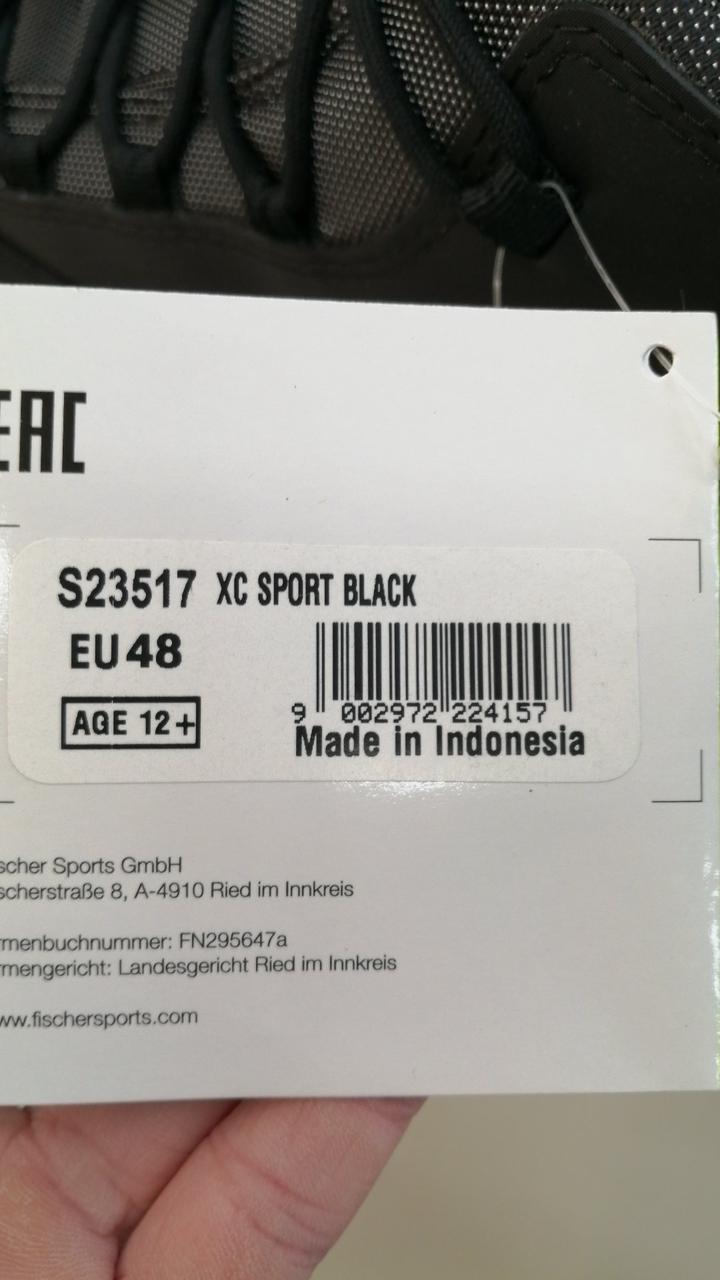 EAC
S23517 XC SPORT BLACK
EU 48
AGE 12+
9 002972 224157
Made in Indonesia
scher Sports GmbH
scherstraße 8, A-4910 Ried im Innkreis
rmenbuchnummer: FN295647a
rmengericht: Landesgericht Ried im Innkreis
ww.fischersports.com